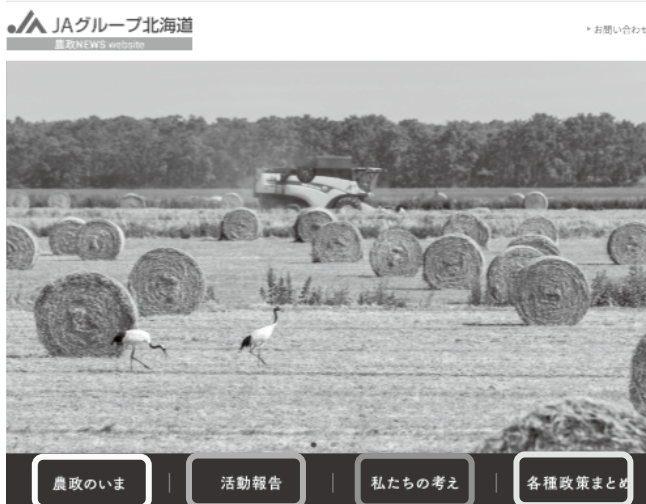 JAグループ北海道
農政NEWS website
▸お問い合わせ
農政のいま
活動報告
私たちの考え
各種政策まとめ